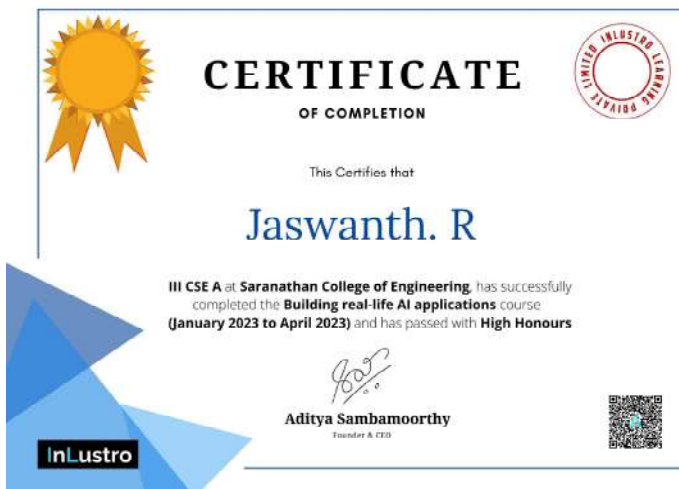 CERTIFICATE
OF COMPLETION
INLUSTRO LEARNING PRIVATE LIMITED
This Certifies that
Jaswanth. R
III CSE A at Saranathan College of Engineering, has successfully
completed the Building real-life AI applications course
(January 2023 to April 2023) and has passed with High Honours
Aditya Sambamoorthy
Founder & CEO
InLustro